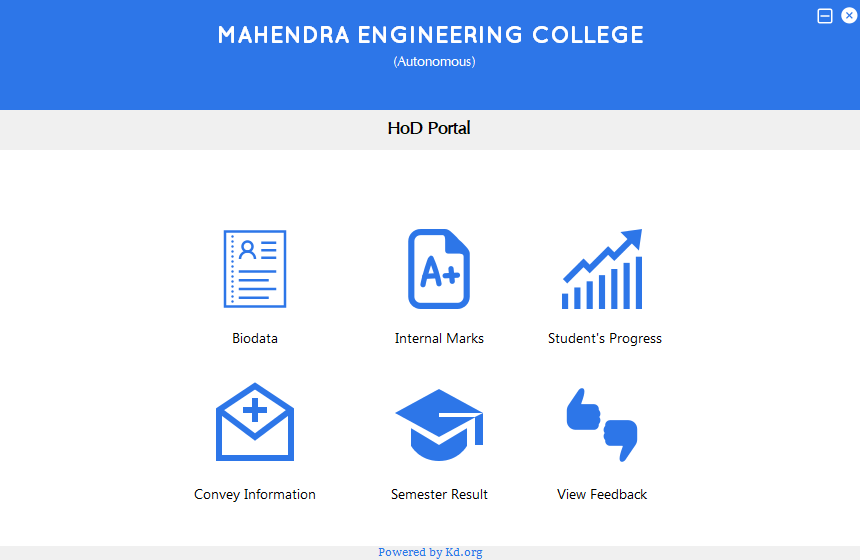 MAHENDRA ENGINEERING COLLEGE
(Autonomous)
HoD Portal
A+
Biodata
Internal Marks
Student's Progress
Convey Information
Semester Result
View Feedback
Powered by Kd.org